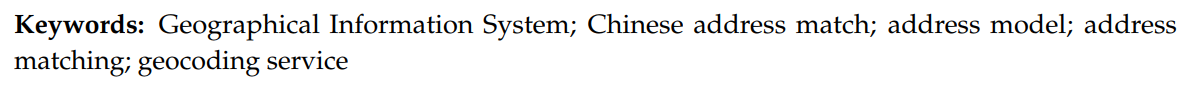 Keywords: Geographical Information System; Chinese address match; address model; address
matching; geocoding service